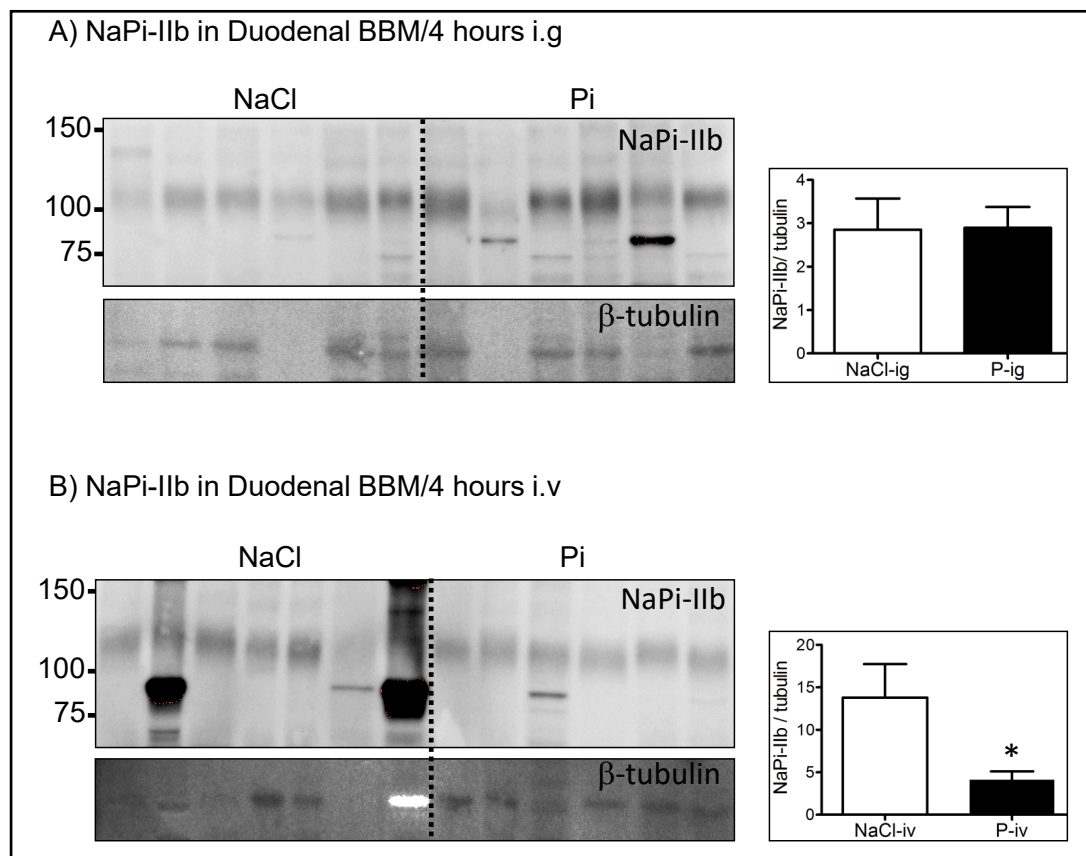 A) NaPi-IIb in Duodenal BBM/4 hours i.g
NaCl
Pi
150
100
75
NaPi-IIb
β-tubulin
NaPi-IIb/ tubulin
4
3
2
1
0
NaCl-ig
P-ig
B) NaPi-IIb in Duodenal BBM/4 hours i.v
NaCl
Pi
150
100
75
NaPi-IIb
β-tubulin
NaPi-IIb / tubulin
20
15
10
5
0
*
NaCl-iv
P-iv